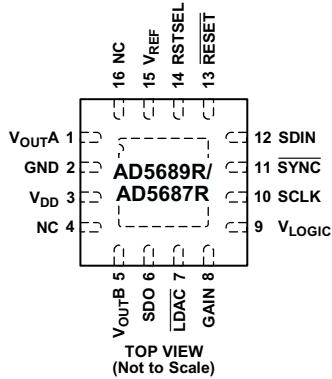 16 NC
15 VREF
14 RSTSEL
13 RESET
VOUTA 1
GND 2
VDD 3
NC 4
AD5689R/
AD5687R
12 SDIN
11 SYNC
10 SCLK
9 VLOGIC
VOUTB 5
SDO 6
LDAC 7
GAIN 8
TOP VIEW
(Not to Scale)